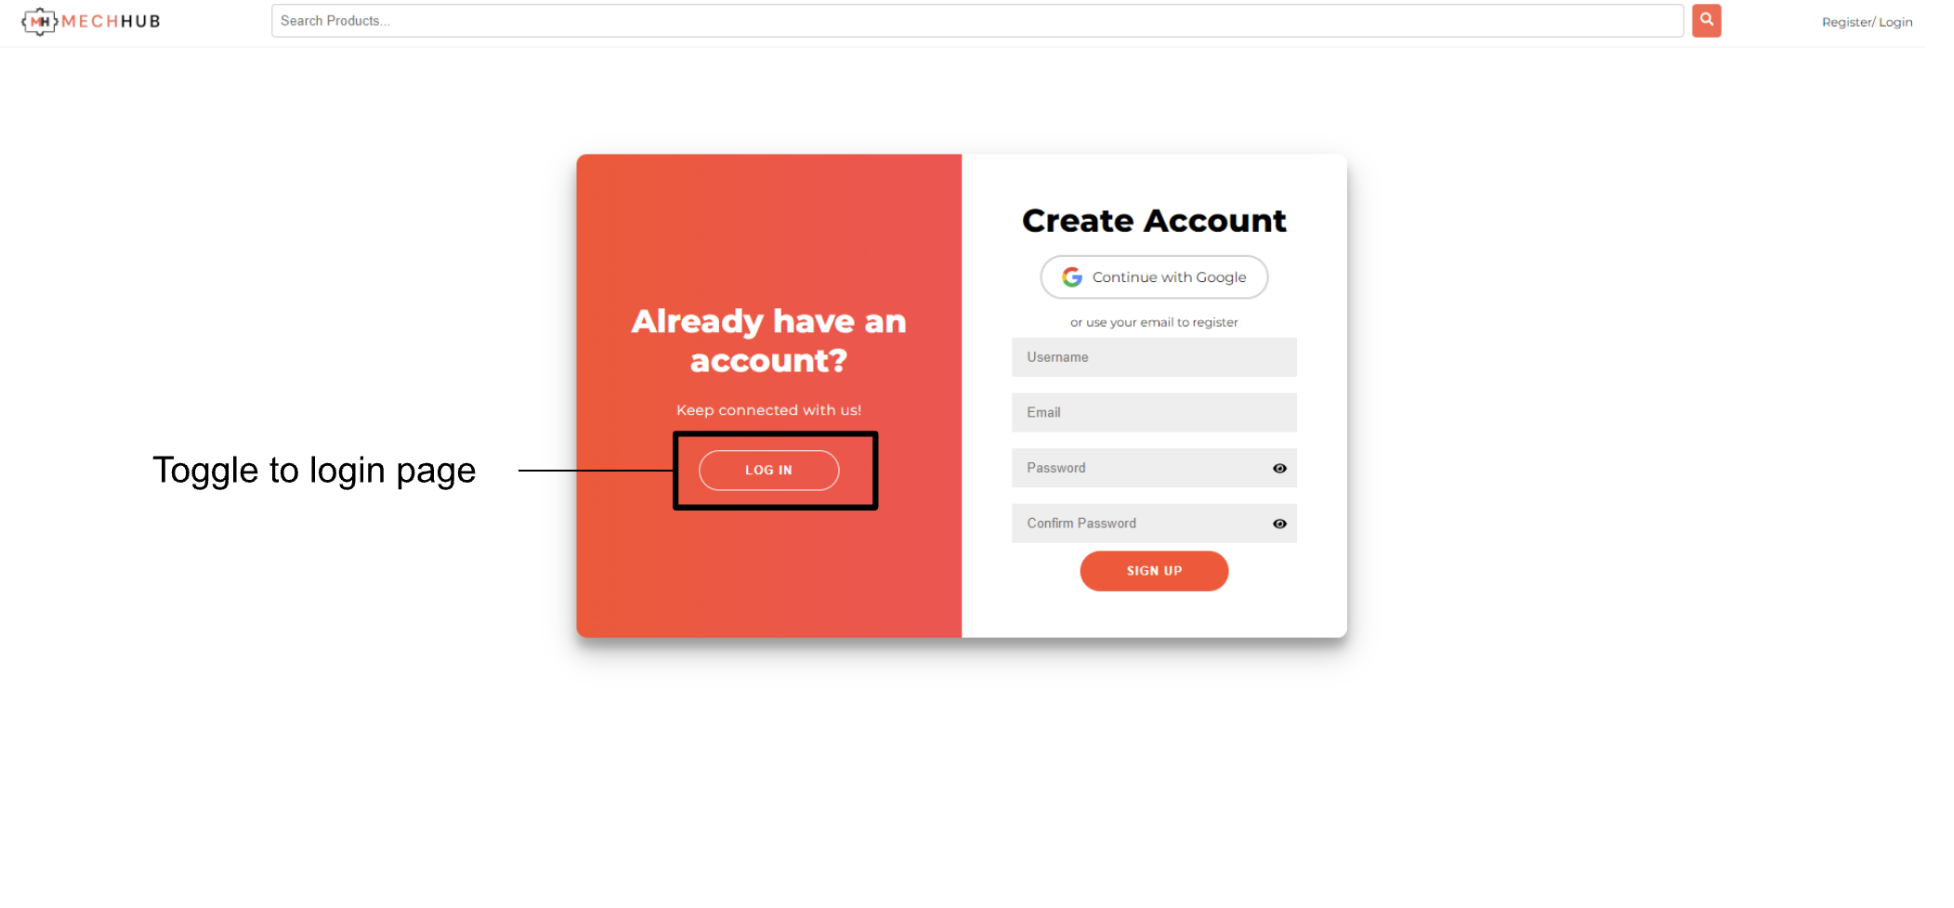 MH MECHHUB
Search Products...
Register/ Login
Already have an
account?
Keep connected with us!
LOG IN
Toggle to login page
Create Account
Continue with Google
or use your email to register
Username
Email
Password
Confirm Password
SIGN UP